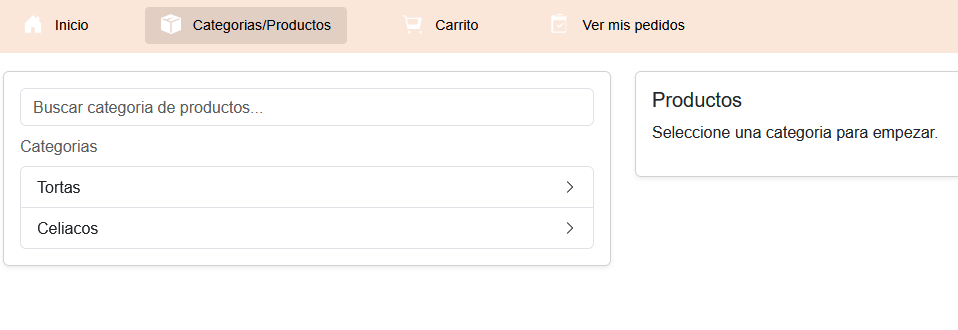 Inicio
Categorias/Productos
Carrito
Ver mis pedidos
Buscar categoria de productos...
Categorias
Tortas
Celiacos
Productos
Seleccione una categoria para empezar.